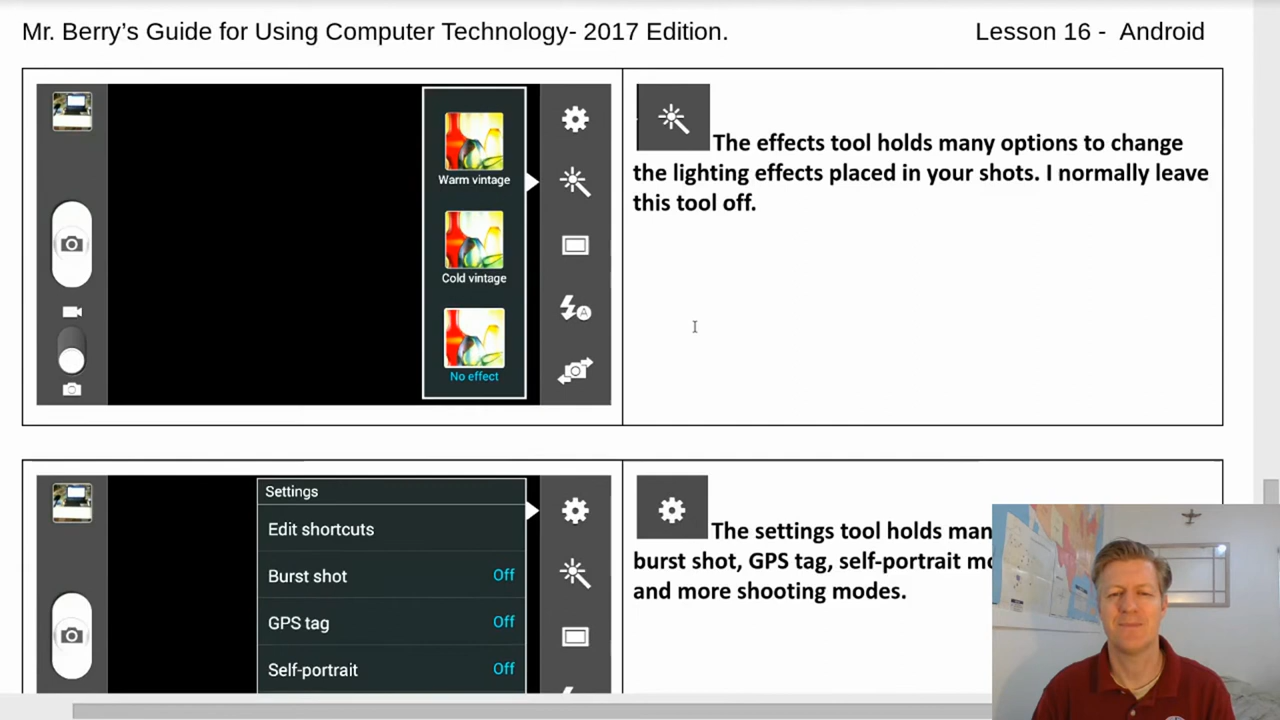 Mr. Berry’s Guide for Using Computer Technology- 2017 Edition.
Lesson 16 -  Android
Warm vintage
Cold vintage
No effect
A
The effects tool holds many options to change
the lighting effects placed in your shots. I normally leave
this tool off.
Settings
Edit shortcuts
Burst shot Off
GPS tag Off
Self-portrait Off
The settings tool holds
burst shot, GPS tag, self-portrait
and more shooting modes.